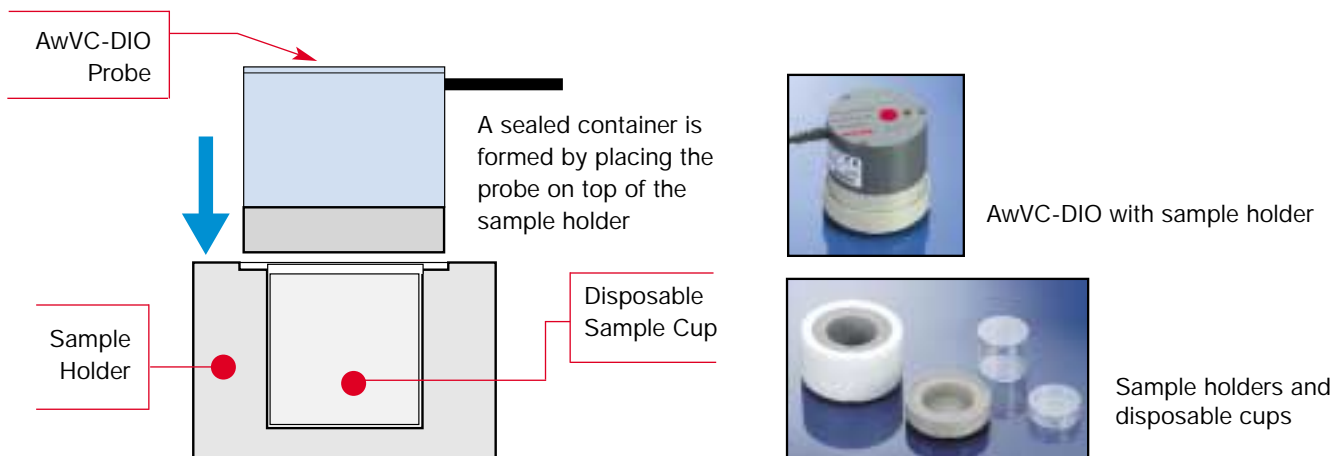 AwVC-DIO
Probe
A sealed container is
formed by placing the
probe on top of the
sample holder
Sample
Holder
Disposable
Sample Cup
AwVC-DIO with sample holder
Sample holders and
disposable cups